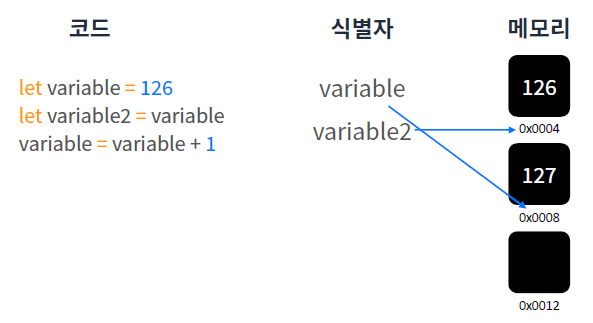 코드
let variable = 126
let variable2 = variable
variable = variable + 1
식별자
variable
variable2
메모리
126
0x0004
127
0x0008
0x0012